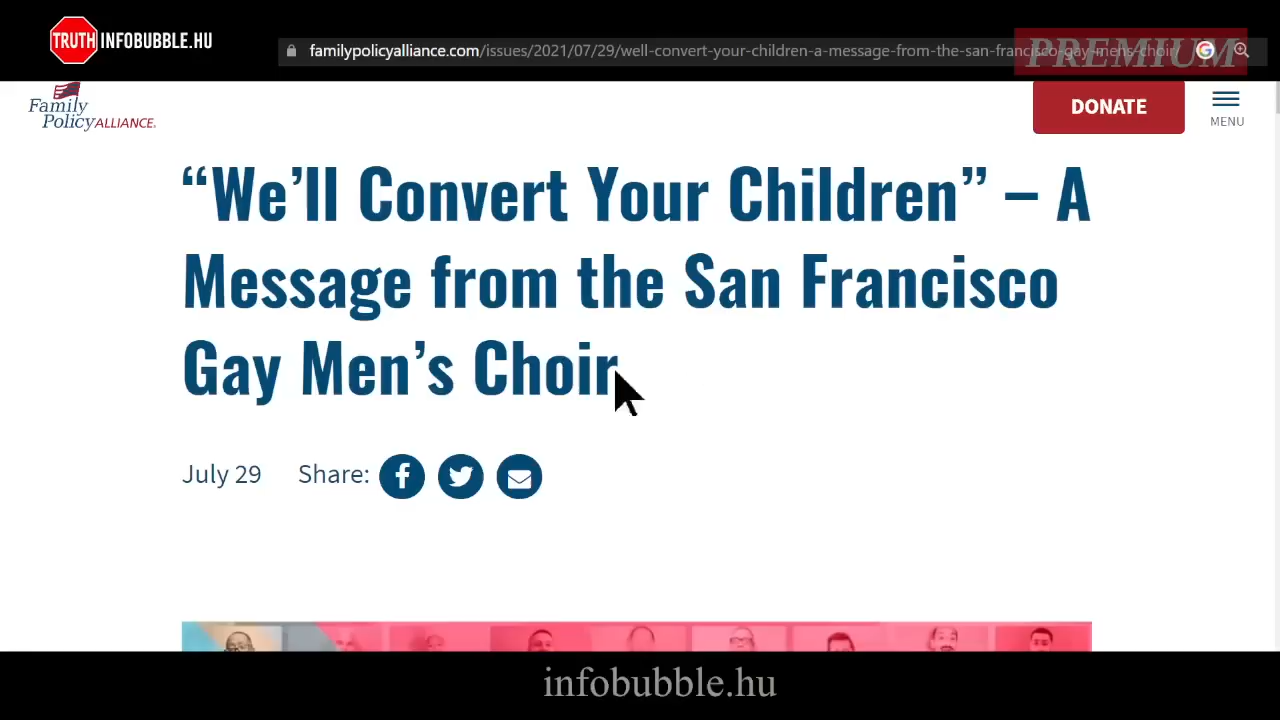 TRUTH INFOBUBBLE.HU
familypolicyalliance.com/issues/2021/07/29/well-convert-your-children-a-message-from-the-san-francisco-gay-mens-choir
PREMIUM
Family
Policy ALLIANCE
DONATE
MENU
“We’ll Convert Your Children” – A
Message from the San Francisco
Gay Men’s Choir
July 29 Share:
infobubble.hu